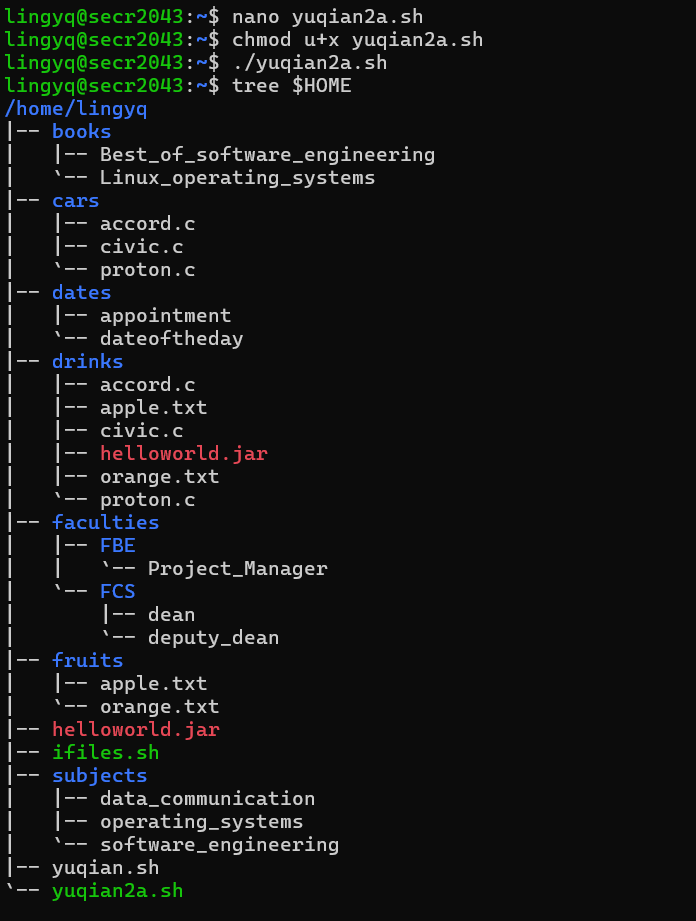 lingyq@secr2043:~$ nano yuqian2a.sh
lingyq@secr2043:~$ chmod u+x yuqian2a.sh
lingyq@secr2043:~$ ./yuqian2a.sh
lingyq@secr2043:~$ tree $HOME
/home/lingyq
|-- books
|   |-- Best_of_software_engineering
|   `-- Linux_operating_systems
|-- cars
|   |-- accord.c
|   |-- civic.c
|   `-- proton.c
|-- dates
|   |-- appointment
|   `-- dateoftheday
|-- drinks
|   |-- accord.c
|   |-- apple.txt
|   |-- civic.c
|   |-- helloworld.jar
|   |-- orange.txt
|   `-- proton.c
|-- faculties
|   |-- FBE
|   |   `-- Project_Manager
|   `-- FCS
|       |-- dean
|       `-- deputy_dean
|-- fruits
|   |-- apple.txt
|   `-- orange.txt
|-- helloworld.jar
|-- ifiles.sh
|-- subjects
|   |-- data_communication
|   |-- operating_systems
|   `-- software_engineering
|-- yuqian.sh
`-- yuqian2a.sh